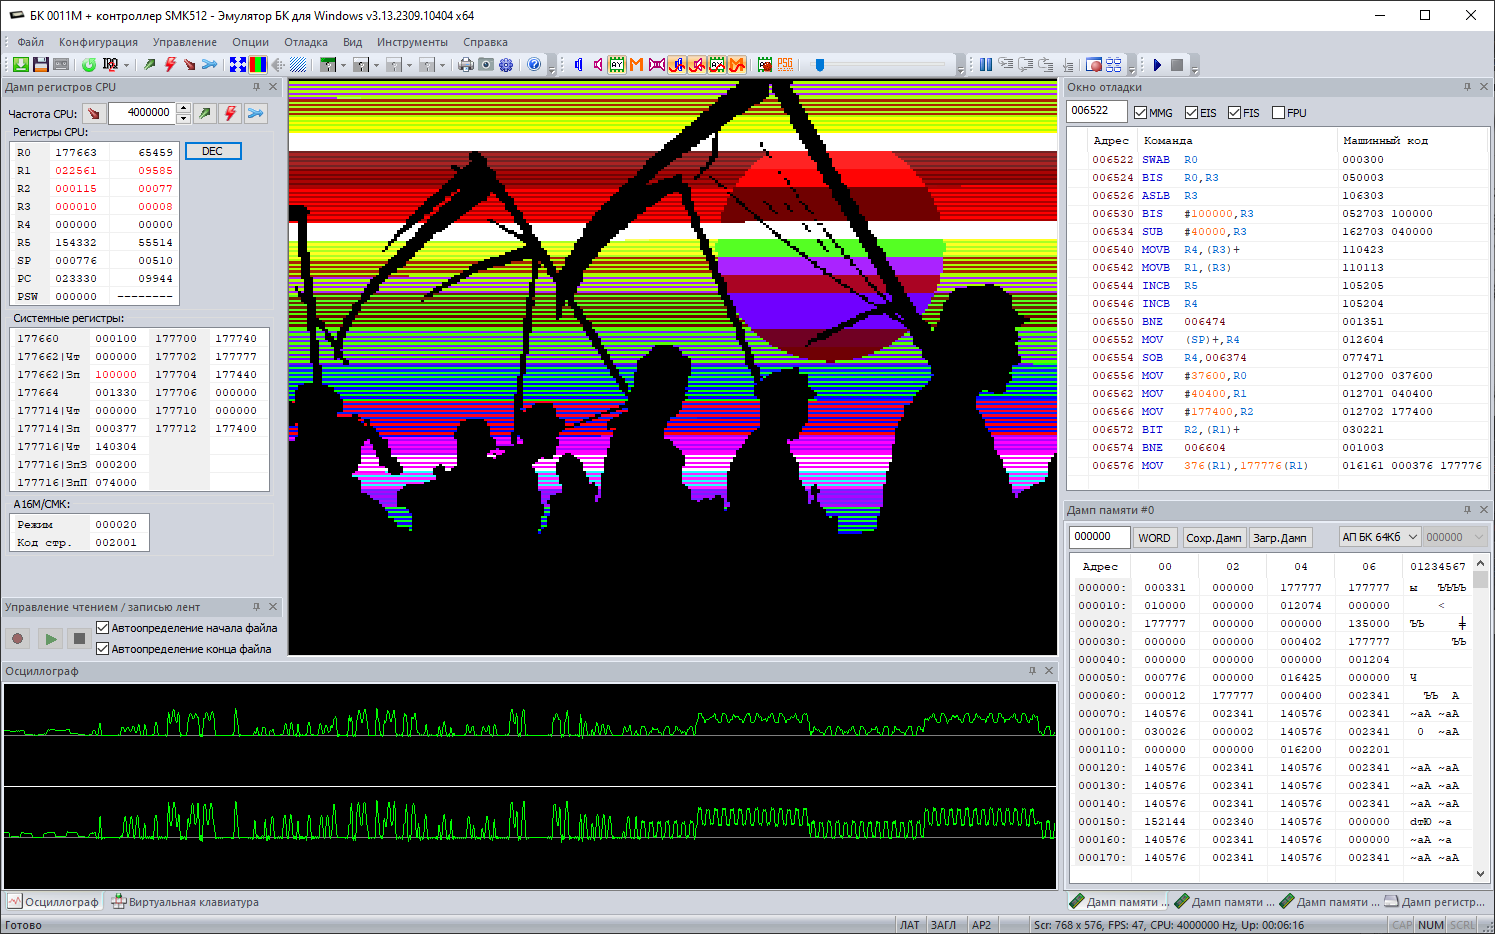 БК 0011М + контроллер SMK512 - Эмулятор БК для Windows v3.13.2309.10404 x64
Файл Конфигурация Управление Опции Отладка Вид Инструменты Справка
IRQ AY M PSG
Дамп регистров CPU
Частота CPU: 4000000
Регистры CPU:
DEC
R0 177663 65459
R1 022561 09585
R2 000115 00077
R3 000010 00008
R4 000000 00000
R5 154332 55514
SP 000776 00510
PC 023330 09944
PSW 000000 --------
Системные регистры:
177660 000100 177700 177740
177662|Чт 000000 177702 177777
177662|Зп 100000 177704 177440
177664 001330 177706 000000
177714|Чт 000000 177710 000000
177714|Зп 000377 177712 177400
177716|Чт 140304
177716|ЗпЗ 000200
177716|ЗпП 074000
А16М/СМК:
Режим 000020
Код стр. 002001
Управление чтением / записью лент
Автоопределение начала файла
Автоопределение конца файла
Окно отладки
006522 MMG EIS FIS FPU
Адрес Команда Машинный код
006522 SWAB R0 000300
006524 BIS R0,R3 050003
006526 ASLB R3 106303
006530 BIS #100000,R3 052703 100000
006534 SUB #40000,R3 162703 040000
006540 MOVB R4,(R3)+ 110423
006542 MOVB R1,(R3) 110113
006544 INCB R5 105205
006546 INCB R4 105204
006550 BNE 006474 001351
006552 MOV (SP)+,R4 012604
006554 SOB R4,006374 077471
006556 MOV #37600,R0 012700 037600
006562 MOV #40400,R1 012701 040400
006566 MOV #177400,R2 012702 177400
006572 BIT R2,(R1)+ 030221
006574 BNE 006604 001003
006576 MOV 376(R1),177776(R1) 016161 000376 177776
Дамп памяти #0
000000 WORD Сохр.Дамп Загр.Дамп АП БК 64Кб 000000
Адрес 00 02 04 06 01234567
000000: 000331 000000 177777 177777 ы ЪЪЪЪ
000010: 010000 000000 012074 000000 <
000020: 177777 000000 000000 135000 ЪЪ ╪
000030: 000000 000000 000402 177777 ЪЪ
000040: 000000 000000 000000 001204
000050: 000776 000000 016425 000000 Ч
000060: 000012 177777 000400 002341 ЪЪ А
000070: 140576 002341 140576 002341 ~aА ~aА
000100: 030026 000002 140576 002341 0 ~aА
000110: 000000 000000 016200 002201
000120: 140576 002341 140576 002341 ~aА ~aА
000130: 140576 002341 140576 002341 ~aА ~aА
000140: 140576 002341 140576 002341 ~aА ~aА
000150: 152144 002340 140576 000000 dтЮ ~a
000160: 140576 002341 140576 000000 ~aА ~a
000170: 140576 002341 140576 002341 ~aА ~aА
Осциллограф
Осциллограф Виртуальная клавиатура
Дамп памяти ... Дамп памяти ... Дамп памяти ... Дамп регистр...
Готово ЛАТ ЗАГЛ АР2 Scr: 768 x 576, FPS: 47, CPU: 4000000 Hz, Up: 00:06:16 CAP NUM SCRL